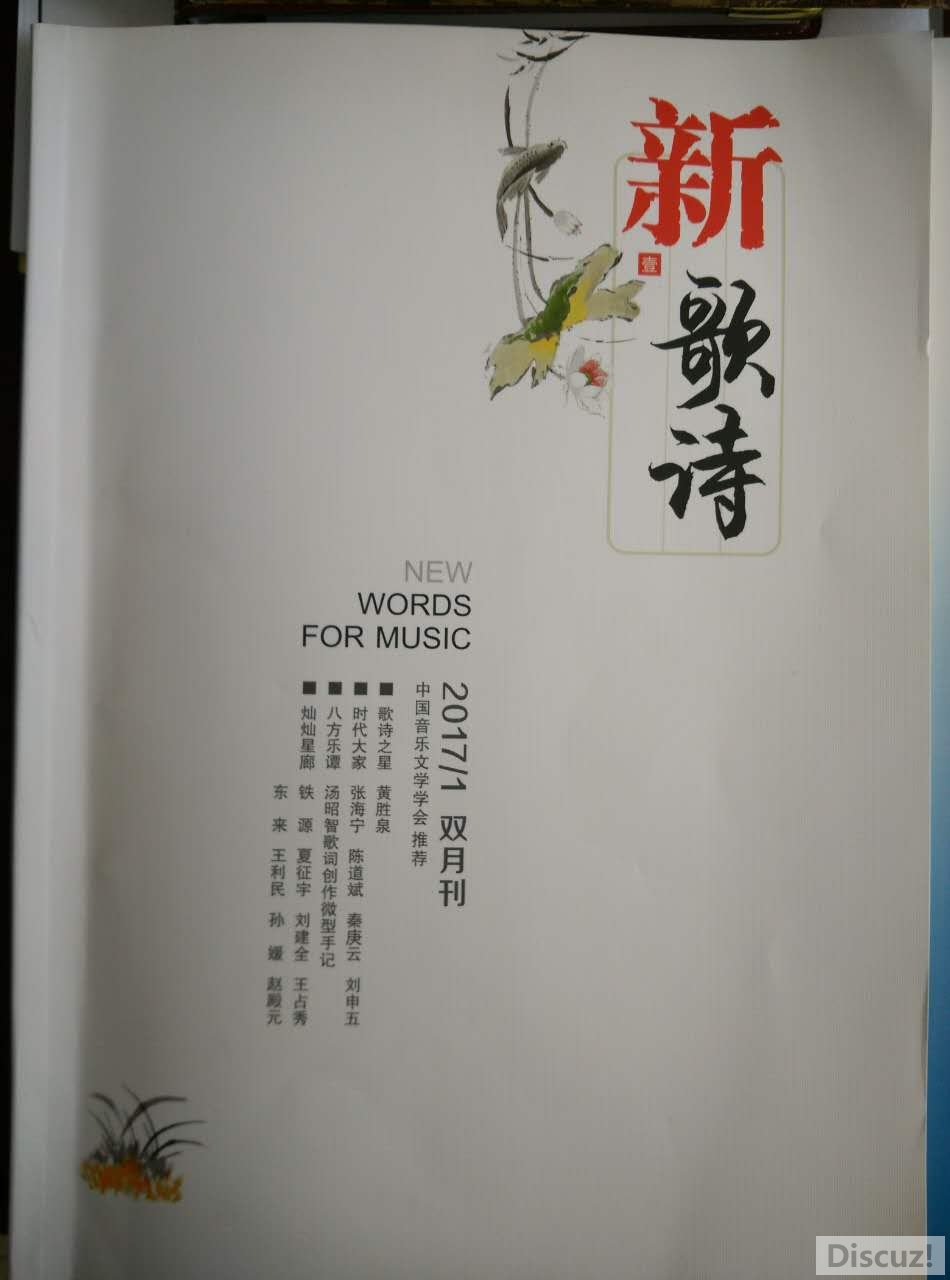 新
壹
歌诗
NEW
WORDS
FOR MUSIC
2017/1 双月刊
中国音乐文学学会 推荐
■ 歌诗之星 黄胜泉
■ 时代大家 张海宁 陈道斌 秦庚云 刘申五
■ 八方乐谭 汤昭智歌词创作微型手记
■ 灿灿星廊 铁源 夏征宇 刘建全 王占秀
东来 王利民 孙媛 赵殿元
Discuz!